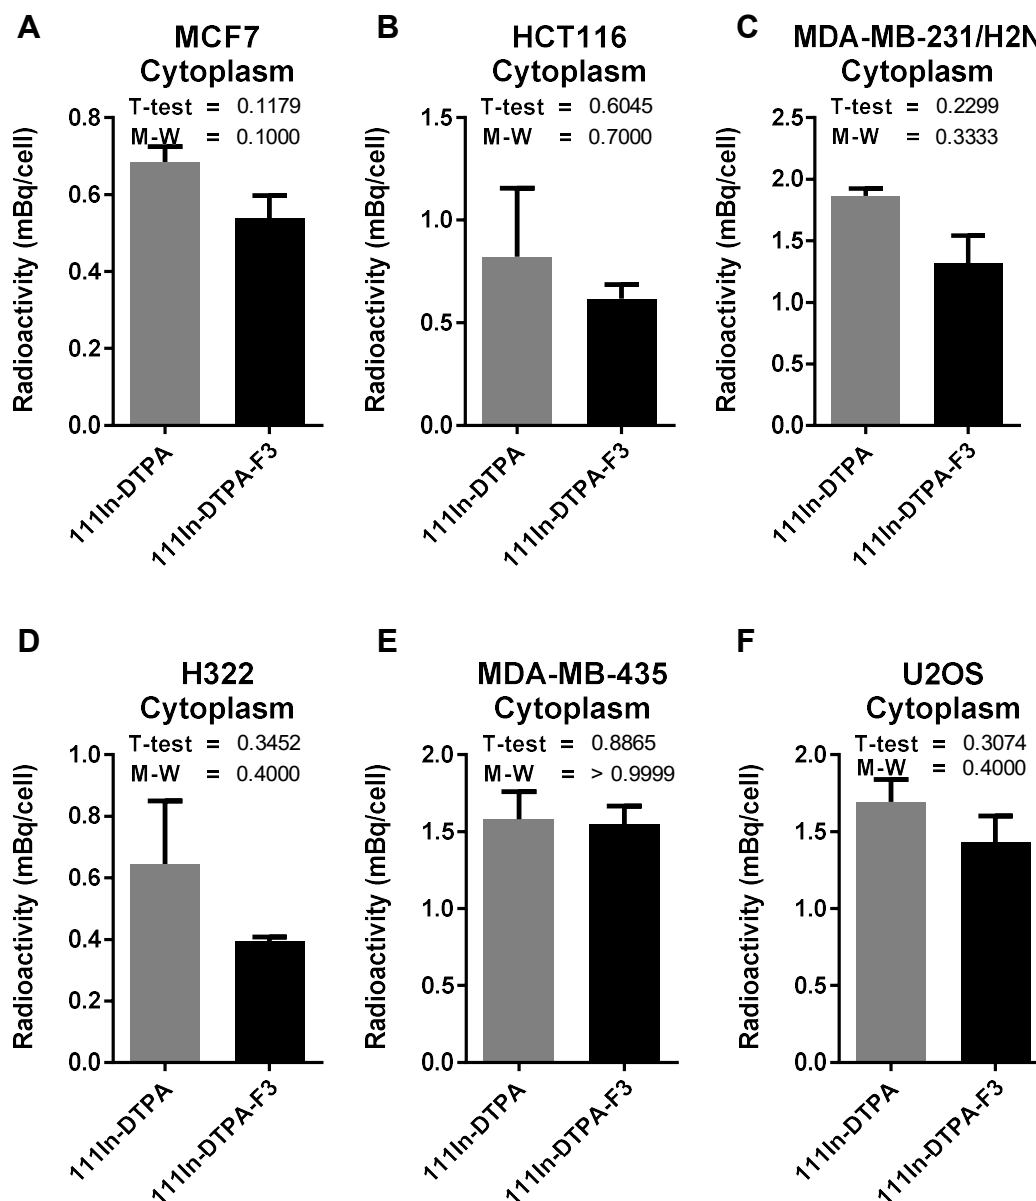 A
MCF7
Cytoplasm
T-test = 0.1179
M-W = 0.1000
Radioactivity (mBq/cell)
0.8
0.6
0.4
0.2
0.0
111In-DTPA
111In-DTPA-F3
B
HCT116
Cytoplasm
T-test = 0.6045
M-W = 0.7000
Radioactivity (mBq/cell)
1.5
1.0
0.5
0.0
111In-DTPA
111In-DTPA-F3
C
MDA-MB-231/H2N
Cytoplasm
T-test = 0.2299
M-W = 0.3333
Radioactivity (mBq/cell)
2.5
2.0
1.5
1.0
0.5
0.0
111In-DTPA
111In-DTPA-F3
D
H322
Cytoplasm
T-test = 0.3452
M-W = 0.4000
Radioactivity (mBq/cell)
1.0
0.8
0.6
0.4
0.2
0.0
111In-DTPA
111In-DTPA-F3
E
MDA-MB-435
Cytoplasm
T-test = 0.8865
M-W = > 0.9999
Radioactivity (mBq/cell)
2.0
1.5
1.0
0.5
0.0
111In-DTPA
111In-DTPA-F3
F
U2OS
Cytoplasm
T-test = 0.3074
M-W = 0.4000
Radioactivity (mBq/cell)
2.0
1.5
1.0
0.5
0.0
111In-DTPA
111In-DTPA-F3